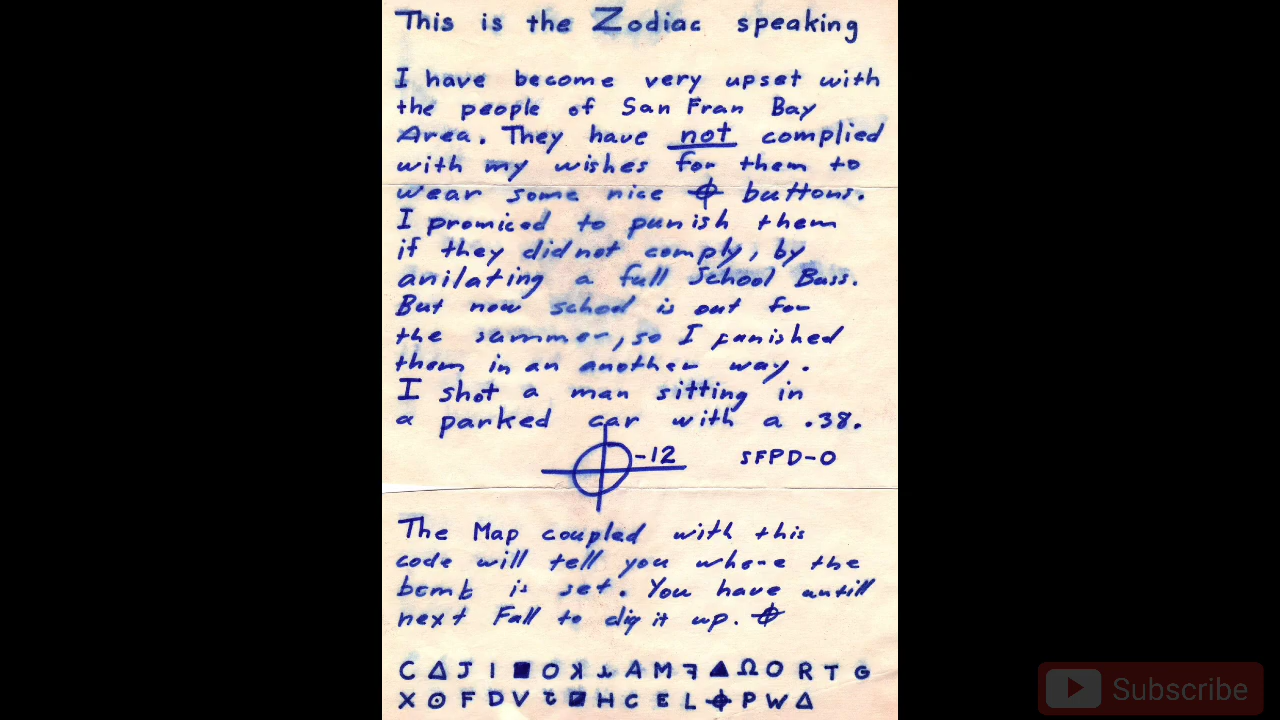 This is the Zodiac speaking
I have become very upset with
the people of San Fran Bay
Area. They have not complied
with my wishes for them to
wear some nice ⌖ buttons.
I promiced to punish them
if they did not comply, by
anilating a full School Buss.
But now school is out for
the summer, so I punished
them in an another way.
I shot a man sitting in
a parked car with a .38.
⌖-12 SFPD-0
The Map coupled with this
code will tell you where the
bomb is set. You have untill
next Fall to dig it up. ⌖
C Δ J I ■ O ꓘ ⅄ A M ꟻ ▲ Ω O R T G
X ⊙ F D V Ɛ ◪ H C E L ⌖ P W Δ
Subscribe